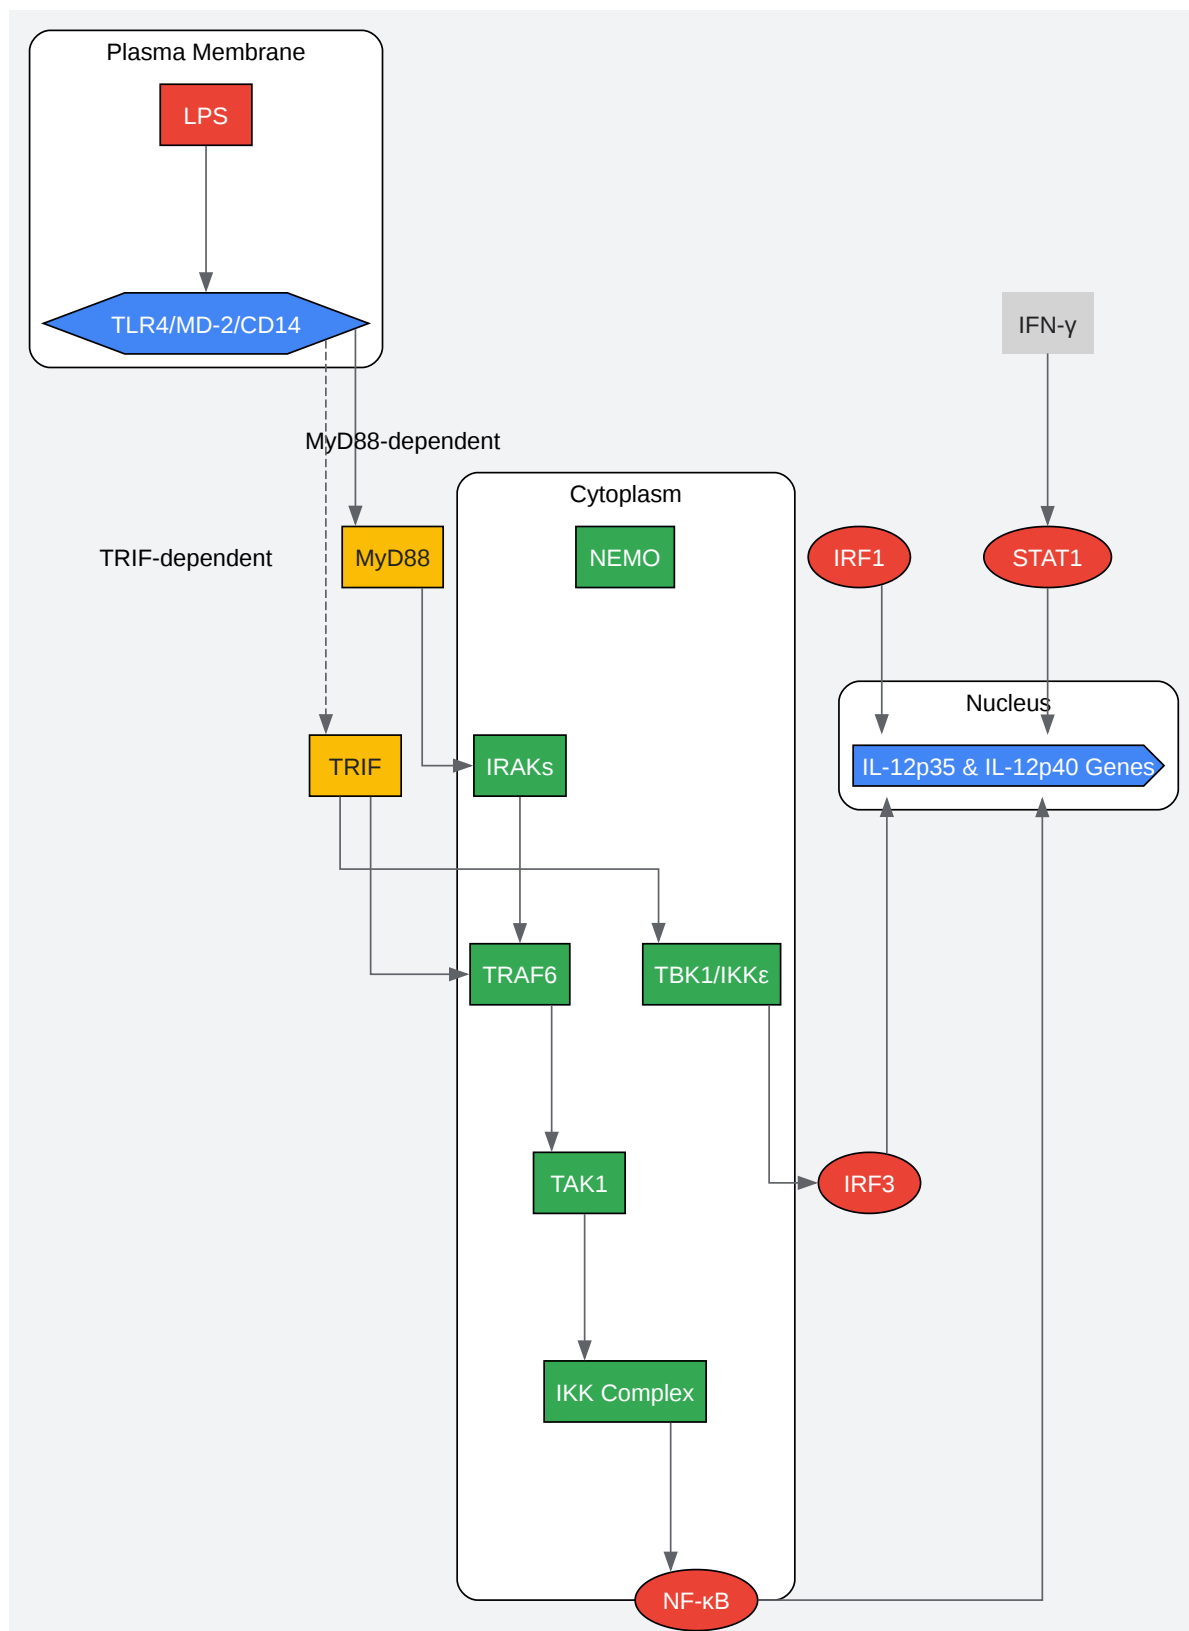 Plasma Membrane
LPS
TLR4/MD-2/CD14
IFN-γ
MyD88-dependent
Cytoplasm
TRIF-dependent
MyD88
NEMO
IRF1
STAT1
Nucleus
TRIF
IRAKs
IL-12p35 & IL-12p40 Genes
TRAF6
TBK1/IKKε
TAK1
IRF3
IKK Complex
NF-κB